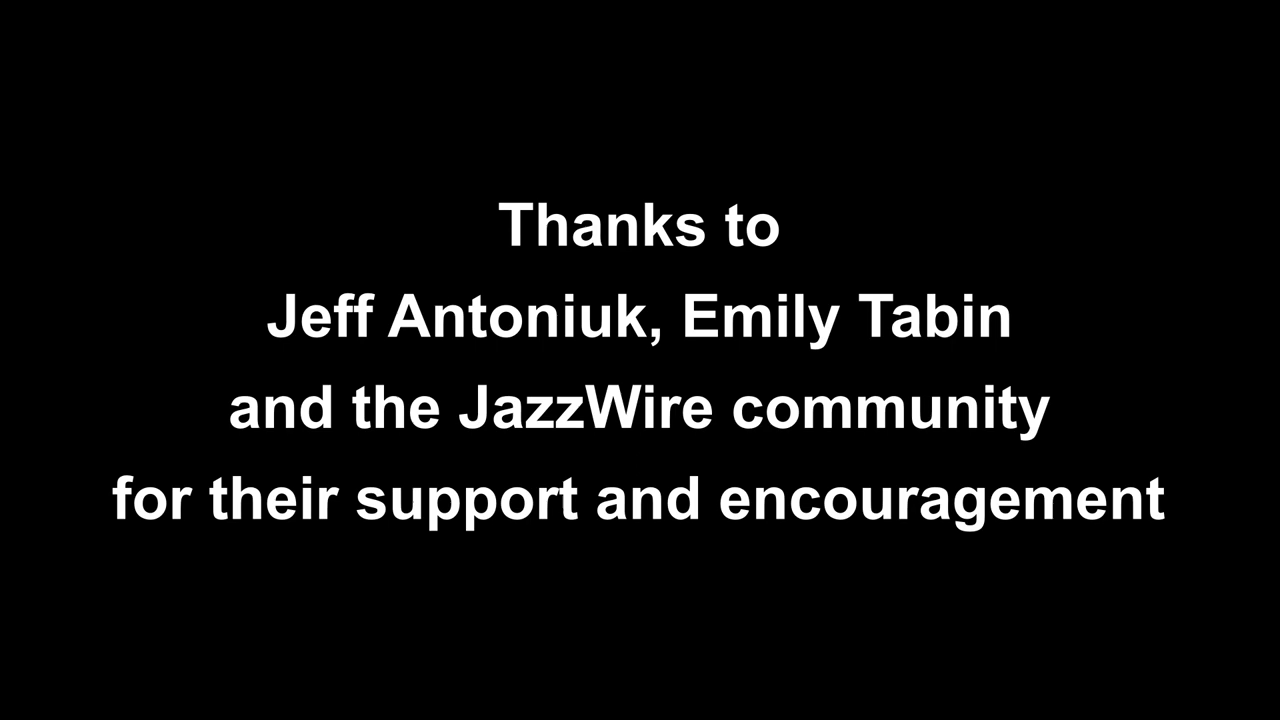 Thanks to
Jeff Antoniuk, Emily Tabin
and the JazzWire community
for their support and encouragement